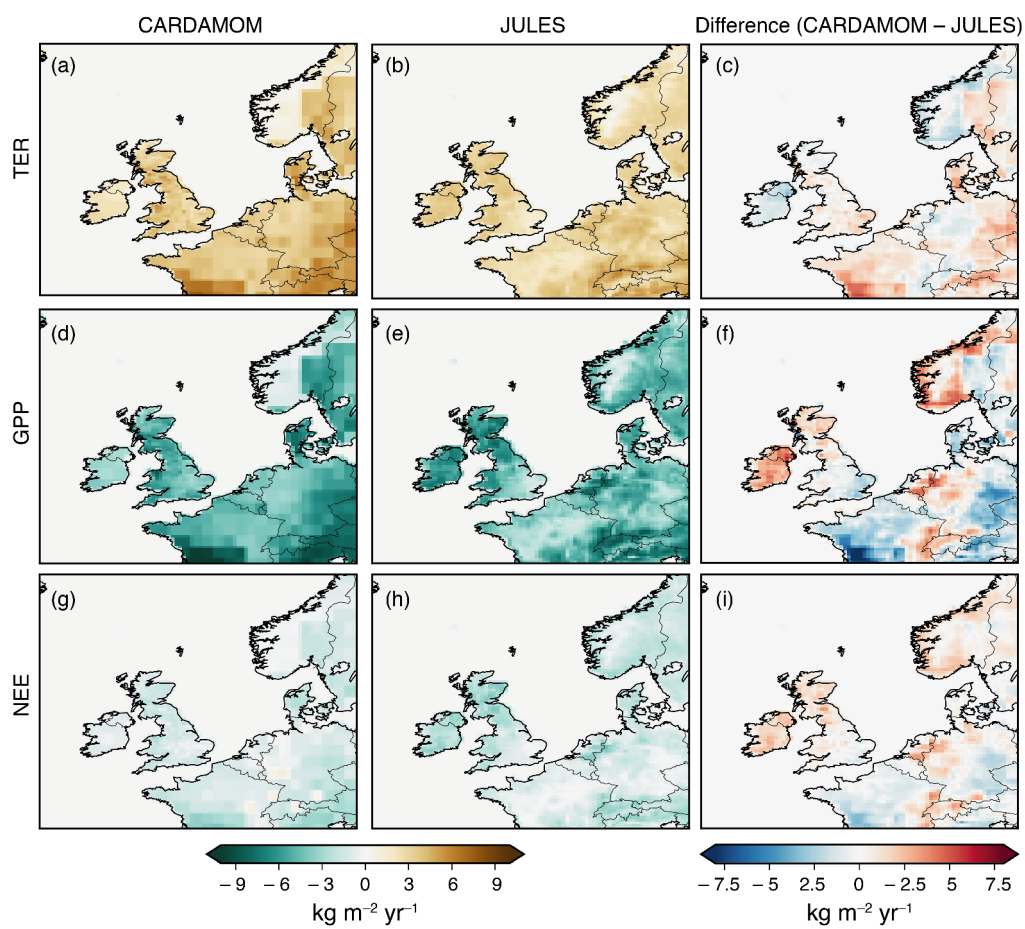 CARDAMOM JULES Difference (CARDAMOM – JULES)
TER (a) (b) (c)
GPP (d) (e) (f)
NEE (g) (h) (i)
−9 −6 −3 0 3 6 9 −7.5 −5 2.5 0 −2.5 5 7.5
kg m⁻² yr⁻¹ kg m⁻² yr⁻¹